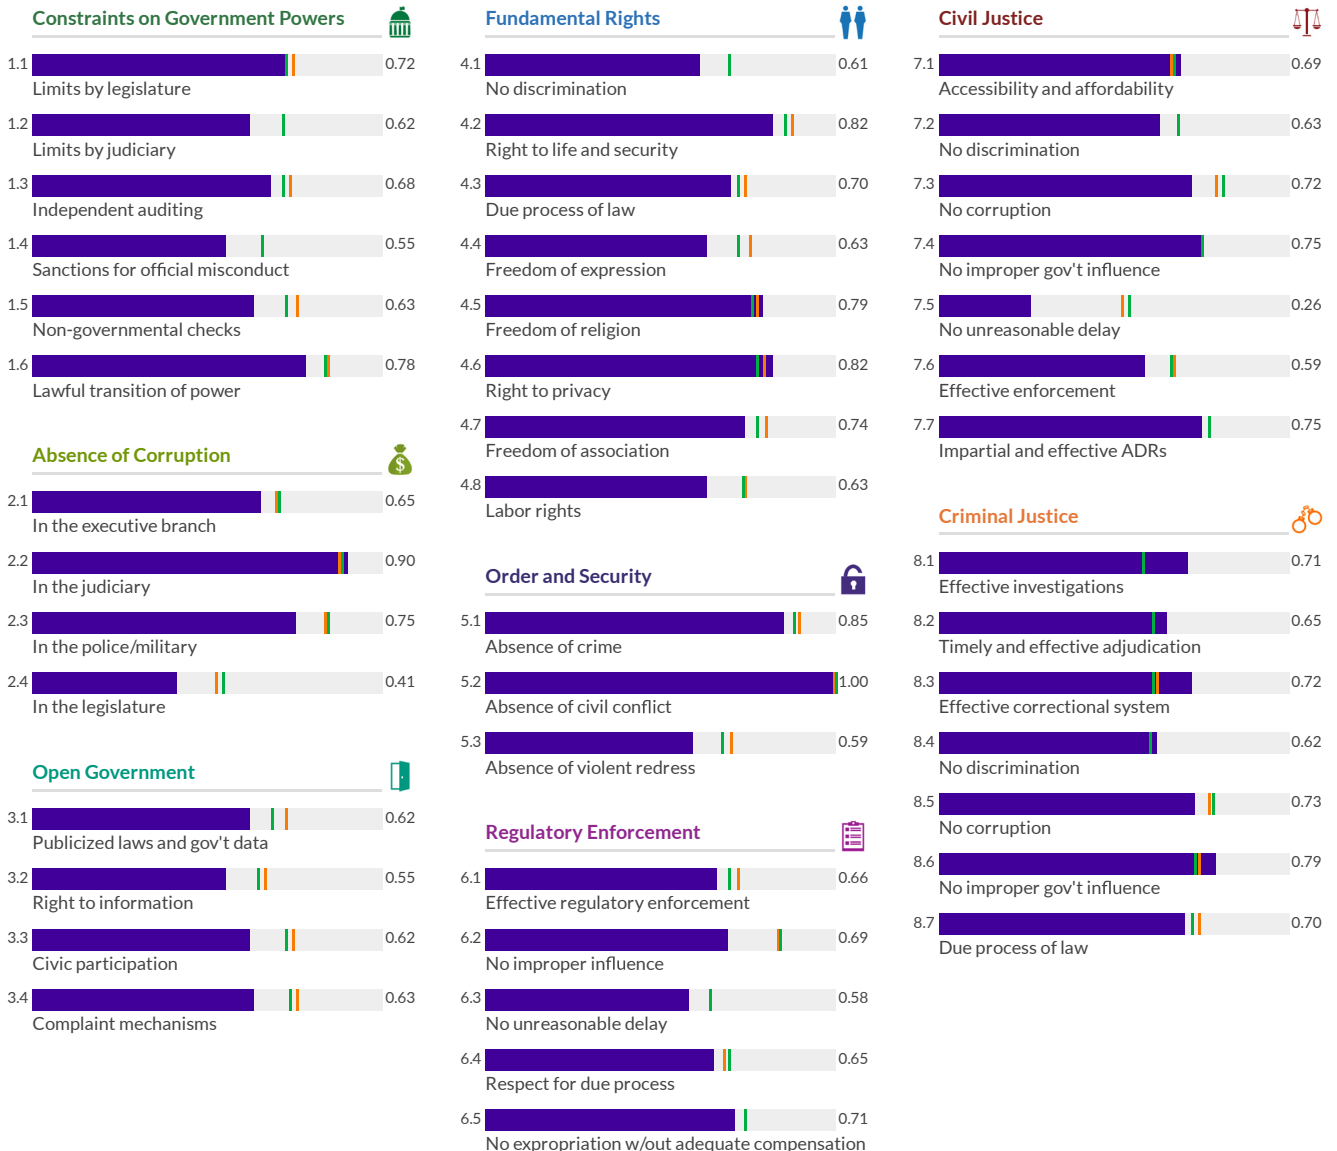 Constraints on Government Powers
1.1 0.72
Limits by legislature
1.2 0.62
Limits by judiciary
1.3 0.68
Independent auditing
1.4 0.55
Sanctions for official misconduct
1.5 0.63
Non-governmental checks
1.6 0.78
Lawful transition of power
Absence of Corruption
2.1 0.65
In the executive branch
2.2 0.90
In the judiciary
2.3 0.75
In the police/military
2.4 0.41
In the legislature
Open Government
3.1 0.62
Publicized laws and gov't data
3.2 0.55
Right to information
3.3 0.62
Civic participation
3.4 0.63
Complaint mechanisms
Fundamental Rights
4.1 0.61
No discrimination
4.2 0.82
Right to life and security
4.3 0.70
Due process of law
4.4 0.63
Freedom of expression
4.5 0.79
Freedom of religion
4.6 0.82
Right to privacy
4.7 0.74
Freedom of association
4.8 0.63
Labor rights
Order and Security
5.1 0.85
Absence of crime
5.2 1.00
Absence of civil conflict
5.3 0.59
Absence of violent redress
Regulatory Enforcement
6.1 0.66
Effective regulatory enforcement
6.2 0.69
No improper influence
6.3 0.58
No unreasonable delay
6.4 0.65
Respect for due process
6.5 0.71
No expropriation w/out adequate compensation
Civil Justice
7.1 0.69
Accessibility and affordability
7.2 0.63
No discrimination
7.3 0.72
No corruption
7.4 0.75
No improper gov't influence
7.5 0.26
No unreasonable delay
7.6 0.59
Effective enforcement
7.7 0.75
Impartial and effective ADRs
Criminal Justice
8.1 0.71
Effective investigations
8.2 0.65
Timely and effective adjudication
8.3 0.72
Effective correctional system
8.4 0.62
No discrimination
8.5 0.73
No corruption
8.6 0.79
No improper gov't influence
8.7 0.70
Due process of law